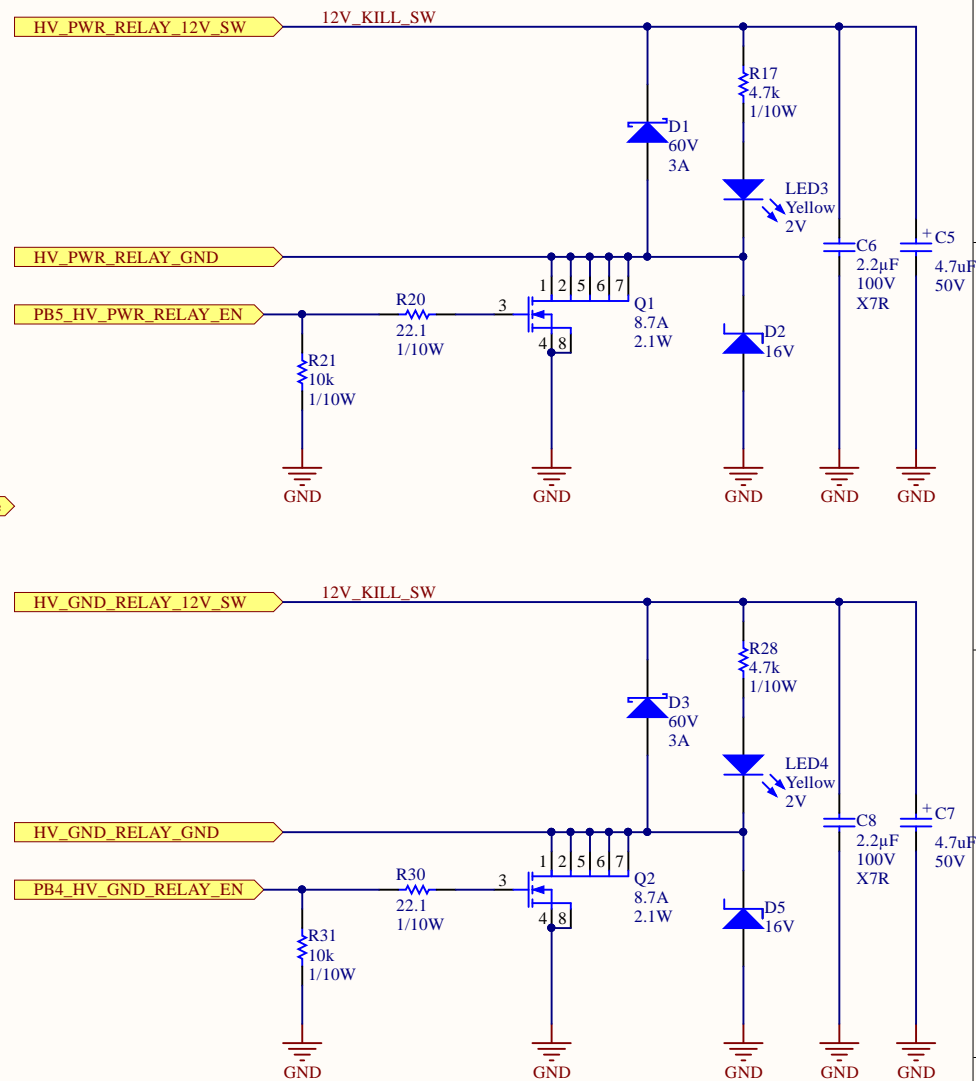 HV_PWR_RELAY_12V_SW
12V_KILL_SW
R17
4.7k
1/10W
D1
60V
3A
LED3
Yellow
2V
C6
2.2µF
100V
X7R
+ C5
4.7uF
50V
HV_PWR_RELAY_GND
1 2 5 6 7
PB5_HV_PWR_RELAY_EN
R20
22.1
1/10W
3
Q1
8.7A
2.1W
4 8
D2
16V
R21
10k
1/10W
GND
GND
GND
GND
GND
HV_GND_RELAY_12V_SW
12V_KILL_SW
R28
4.7k
1/10W
D3
60V
3A
LED4
Yellow
2V
C8
2.2µF
100V
X7R
+ C7
4.7uF
50V
HV_GND_RELAY_GND
1 2 5 6 7
PB4_HV_GND_RELAY_EN
R30
22.1
1/10W
3
Q2
8.7A
2.1W
4 8
D5
16V
R31
10k
1/10W
GND
GND
GND
GND
GND